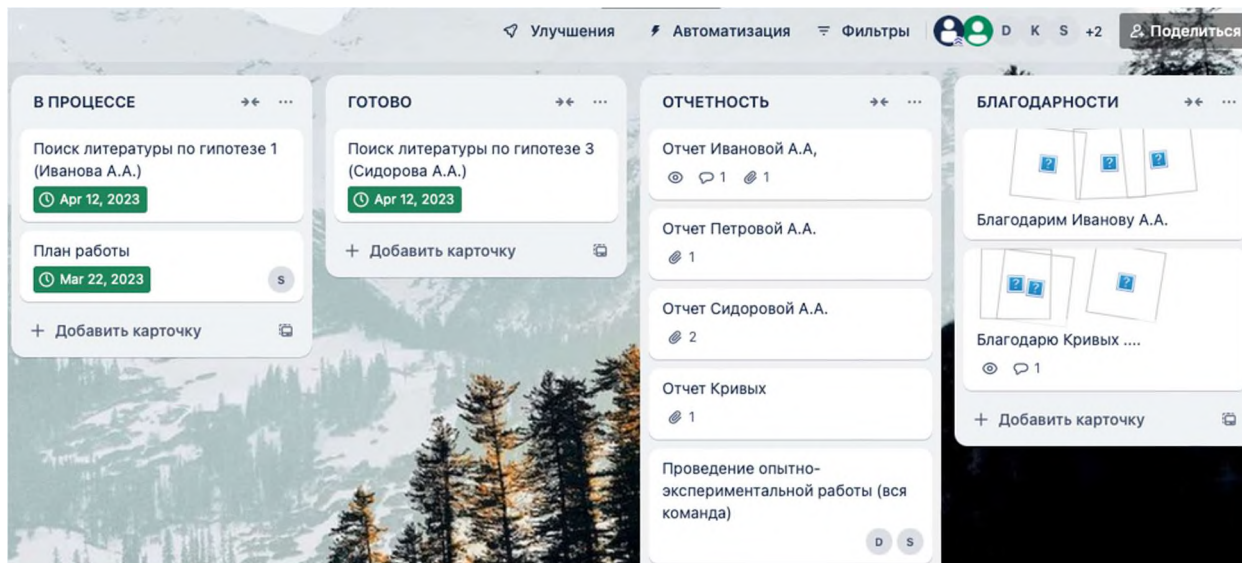 Улучшения
Автоматизация
Фильтры
D K S +2
Поделиться
В ПРОЦЕССЕ
Поиск литературы по гипотезе 1
(Иванова А.А.)
Apr 12, 2023
План работы
Mar 22, 2023
S
+ Добавить карточку
ГОТОВО
Поиск литературы по гипотезе 3
(Сидорова А.А.)
Apr 12, 2023
+ Добавить карточку
ОТЧЕТНОСТЬ
Отчет Ивановой А.А,
1 1
Отчет Петровой А.А.
1
Отчет Сидоровой А.А.
2
Отчет Кривых
1
Проведение опытно-
экспериментальной работы (вся
команда)
D S
БЛАГОДАРНОСТИ
? ? ?
Благодарим Иванову А.А.
? ? ?
Благодарю Кривых ....
1
+ Добавить карточку